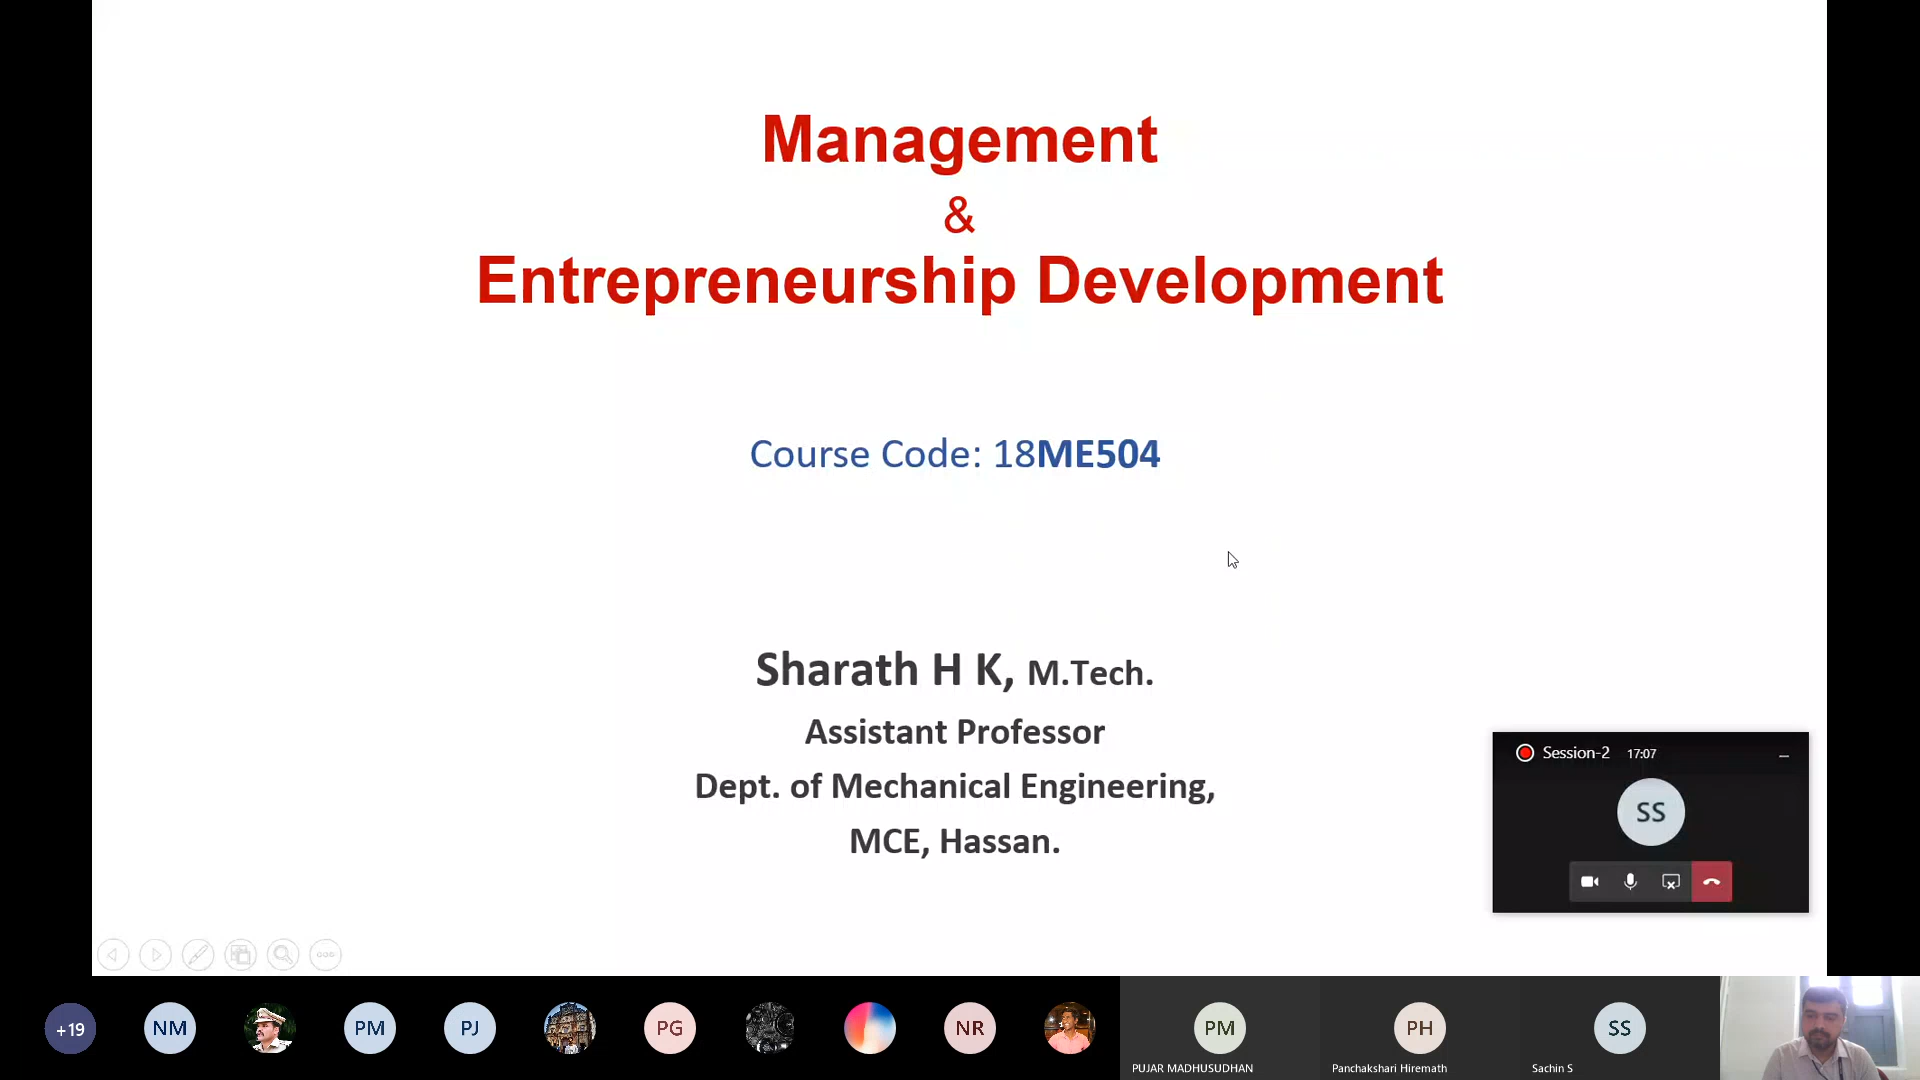 Management
&
Entrepreneurship Development
Course Code: 18ME504
Sharath H K, M.Tech.
Assistant Professor
Dept. of Mechanical Engineering,
MCE, Hassan.
Session-2 17:07
SS
+19
NM
PM
PJ
PG
NR
PM
PUJAR MADHUSUDHAN
PH
Panchakshari Hiremath
SS
Sachin S